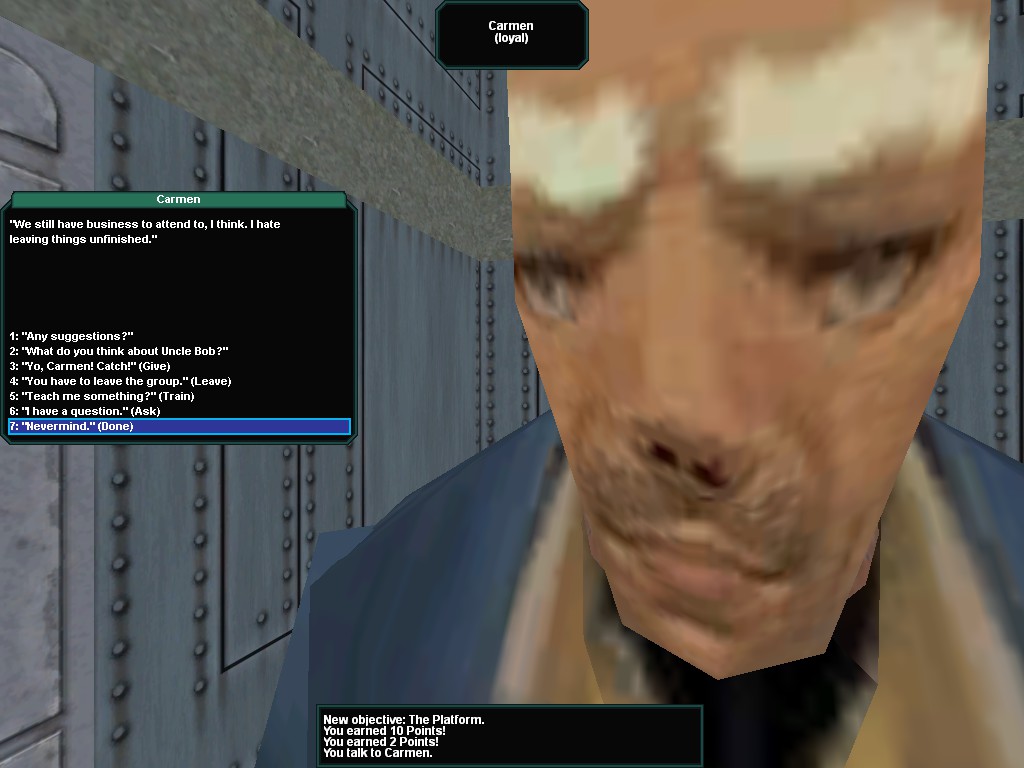 Carmen
(loyal)
Carmen
"We still have business to attend to, I think. I hate
leaving things unfinished."
1: "Any suggestions?"
2: "What do you think about Uncle Bob?"
3: "Yo, Carmen! Catch!" (Give)
4: "You have to leave the group." (Leave)
5: "Teach me something?" (Train)
6: "I have a question." (Ask)
7: "Nevermind." (Done)
New objective: The Platform.
You earned 10 Points!
You earned 2 Points!
You talk to Carmen.